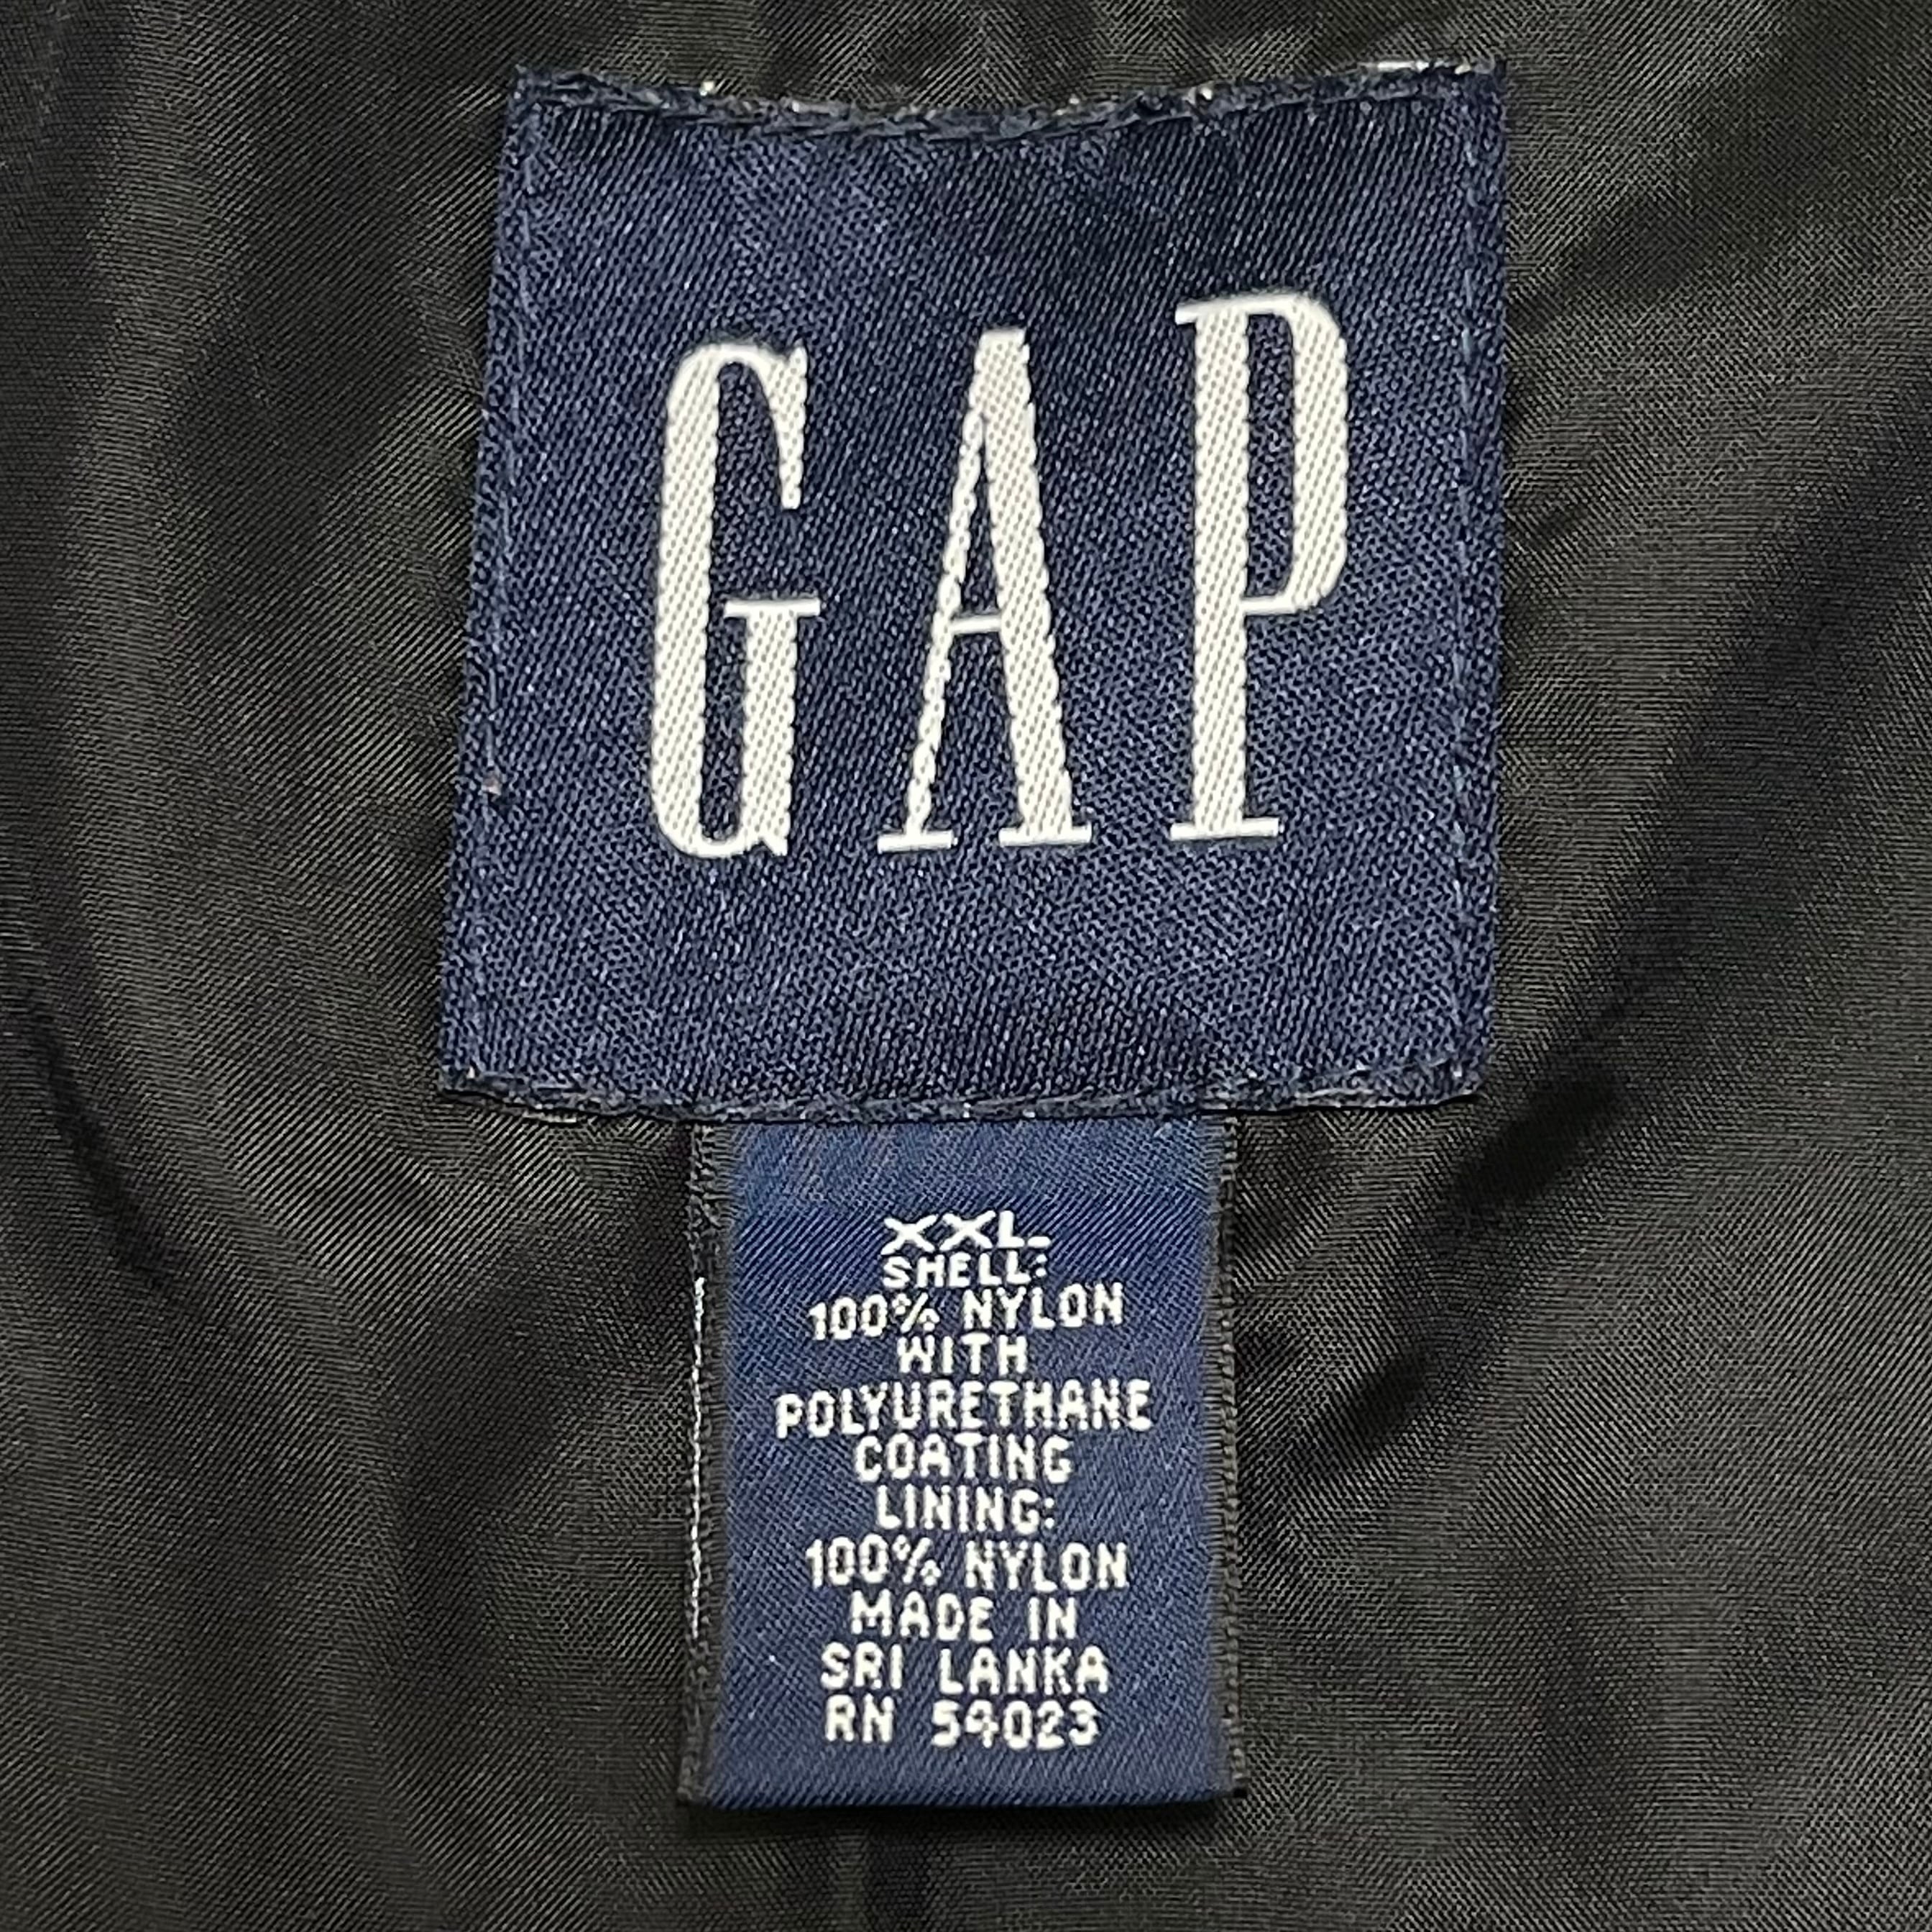 GAP
XXL
SHELL:
100% NYLON
WITH
POLYURETHANE
COATING
LINING:
100% NYLON
MADE IN
SRI LANKA
RN 54023